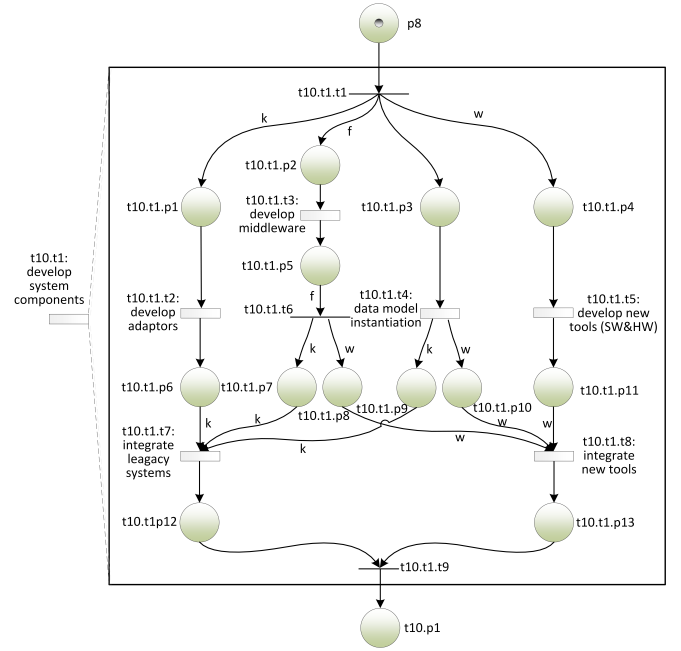 p8
t10.t1.t1
k
w
f
t10.t1.p2
t10.t1.p1
t10.t1.t3:
develop
middleware
t10.t1.p3
t10.t1.p4
t10.t1:
develop
system
components
t10.t1.p5
f
t10.t1.t6
t10.t1.t2:
develop
adaptors
t10.t1.t4:
data model
instantiation
t10.t1.t5:
develop new
tools (SW&HW)
k
w
k
w
t10.t1.p6
t10.t1.p7
t10.t1.p8
t10.t1.p9
t10.t1.p10
t10.t1.p11
k
k
k
w
w
w
t10.t1.t7:
integrate
leagacy
systems
t10.t1.t8:
integrate
new tools
t10.t1p12
t10.t1.p13
t10.t1.t9
t10.p1